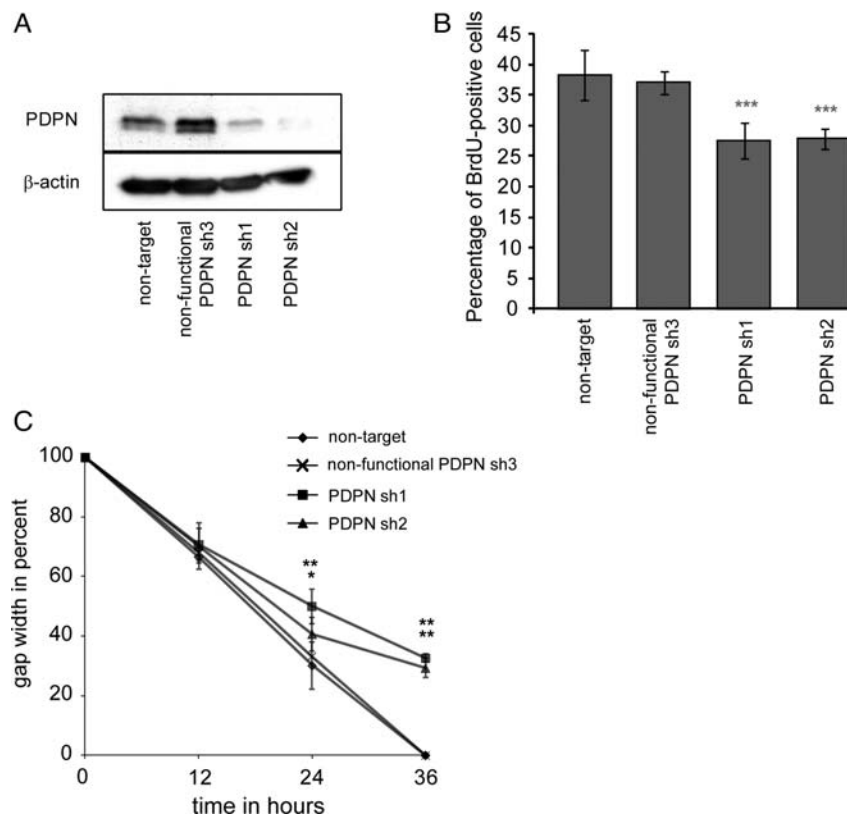 A
PDPN
β-actin
non-target
non-functional
PDPN sh3
PDPN sh1
PDPN sh2
B
Percentage of BrdU-positive cells
45
40
35
30
25
20
15
10
5
0
***
***
non-target
non-functional
PDPN sh3
PDPN sh1
PDPN sh2
C
non-target
non-functional PDPN sh3
PDPN sh1
PDPN sh2
gap width in percent
100
80
60
40
20
0
**
*
**
**
0 12 24 36
time in hours